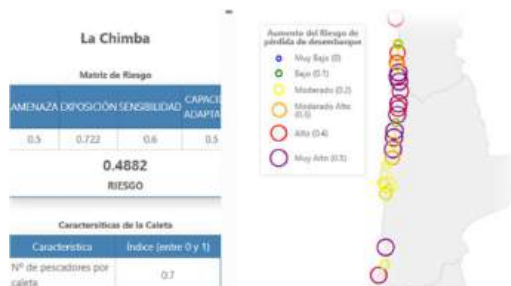 La Chimba
Matriz de Riesgo
AMENAZA EXPOSICIÓN SENSIBILIDAD CAPACI
ADAPTA
0.5 0.722 0.6 0.5
0.4882
RIESGO
Caractersiticas de la Caleta
Característica Índice (entre 0 y 1)
Nº de pescadores por
caleta
0.7
Aumento del Riesgo de
pérdida de desembarque
Muy Bajo (0)
Bajo (0.1)
Moderado (0.2)
Moderado Alto
(0.3)
Alto (0.4)
Muy Alto (0.5)